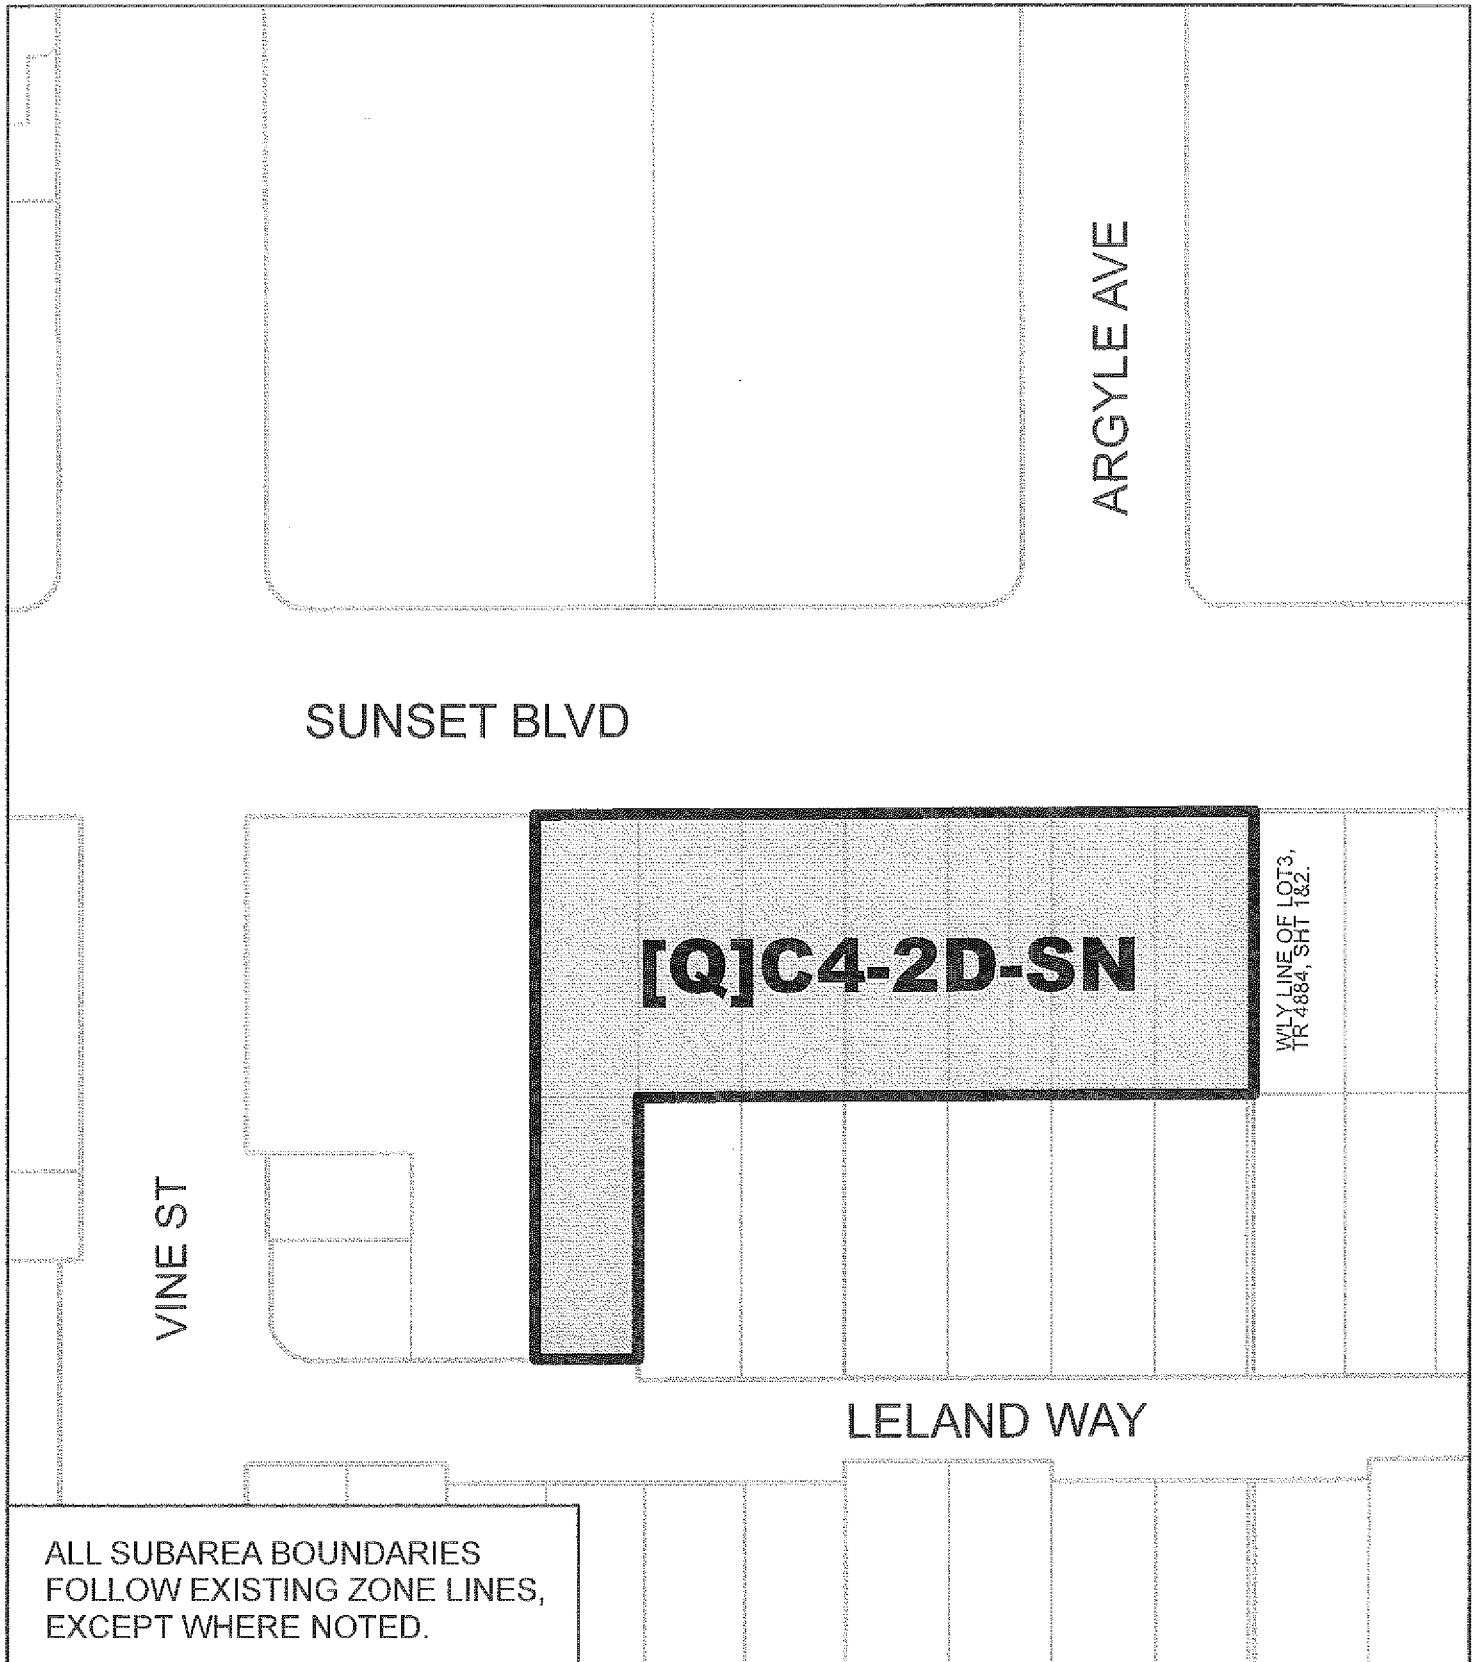 ARGYLE AVE
SUNSET BLVD
[Q]C4-2D-SN
W'LY LINE OF LOT3,
TR 4884, SHT 1&2.
VINE ST
LELAND WAY
ALL SUBAREA BOUNDARIES
FOLLOW EXISTING ZONE LINES,
EXCEPT WHERE NOTED.